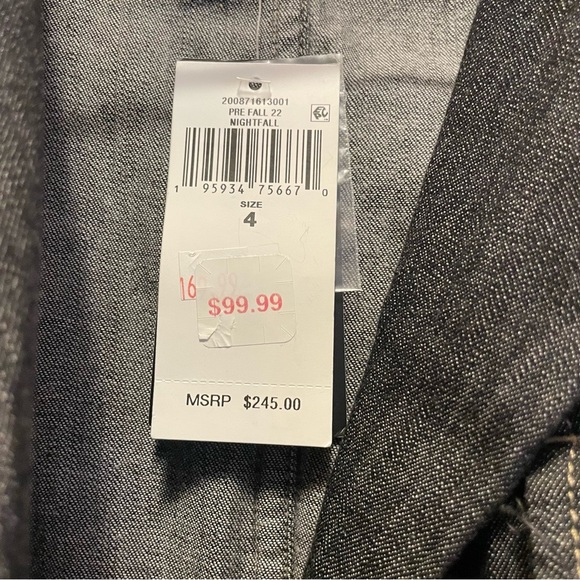 200871613001
PRE FALL 22
NIGHTFALL
1 95934 75667 0
SIZE
4
$99.99
MSRP $245.00